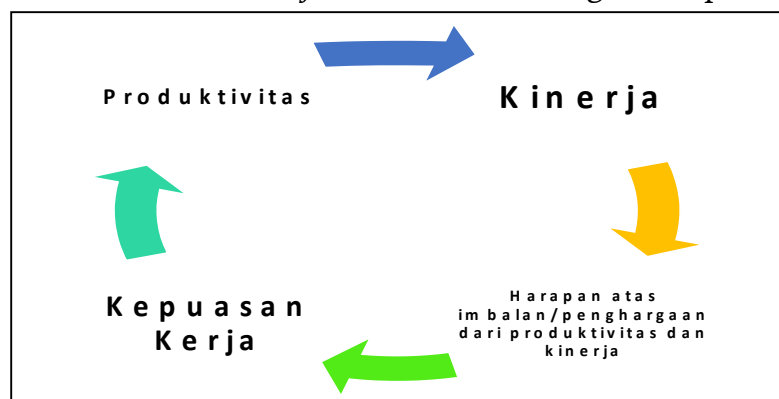 Produktivitas
Kinerja
Kepuasan
Kerja
Harapan atas
imbalan/penghargaan
dari produktivitas dan
kinerja